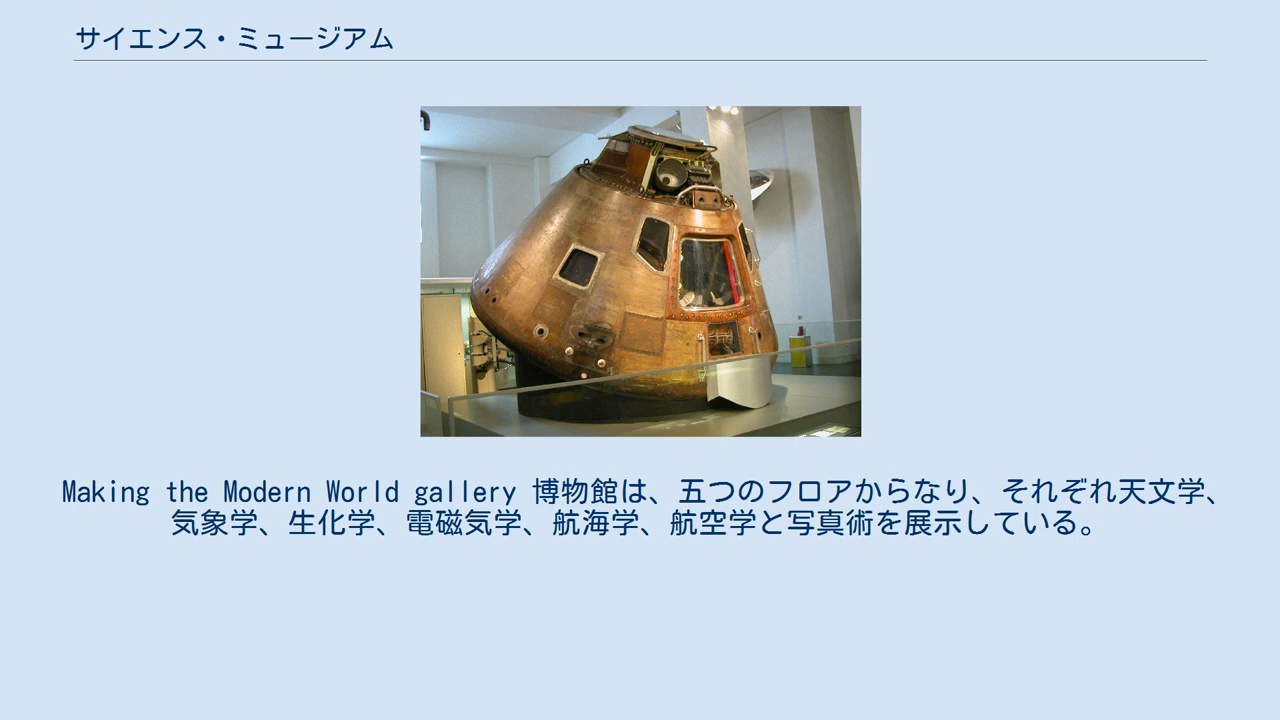 サイエンス・ミュージアム
Making the Modern World gallery 博物館は、五つのフロアからなり、それぞれ天文学、
気象学、生化学、電磁気学、航海学、航空学と写真術を展示している。